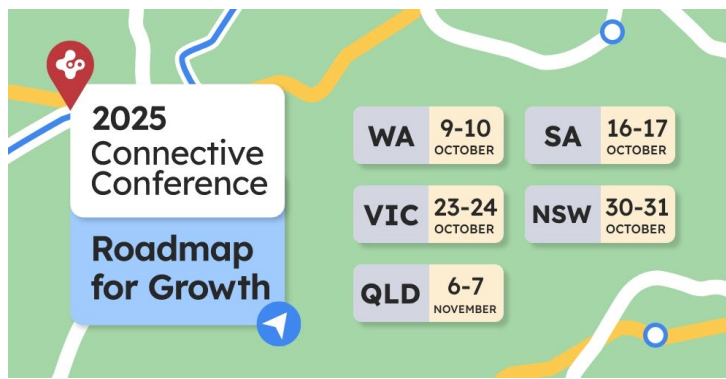 2025
Connective
Conference
Roadmap
for Growth
WA 9-10 OCTOBER
SA 16-17 OCTOBER
VIC 23-24 OCTOBER
NSW 30-31 OCTOBER
QLD 6-7 NOVEMBER